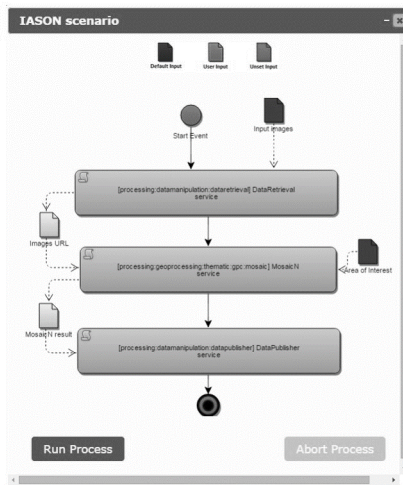 IASON scenario
Default Input User Input Unset Input
Start Event
Input images
[processing:datamanipulation:dataretrieval] DataRetrieval
service
Images URL
[processing:geoprocessing:thematic:gpc:mosaic] MosaicN
service
Area of Interest
MosaicN result
[processing:datamanipulation:datapublisher] DataPublisher
service
Run Process
Abort Process